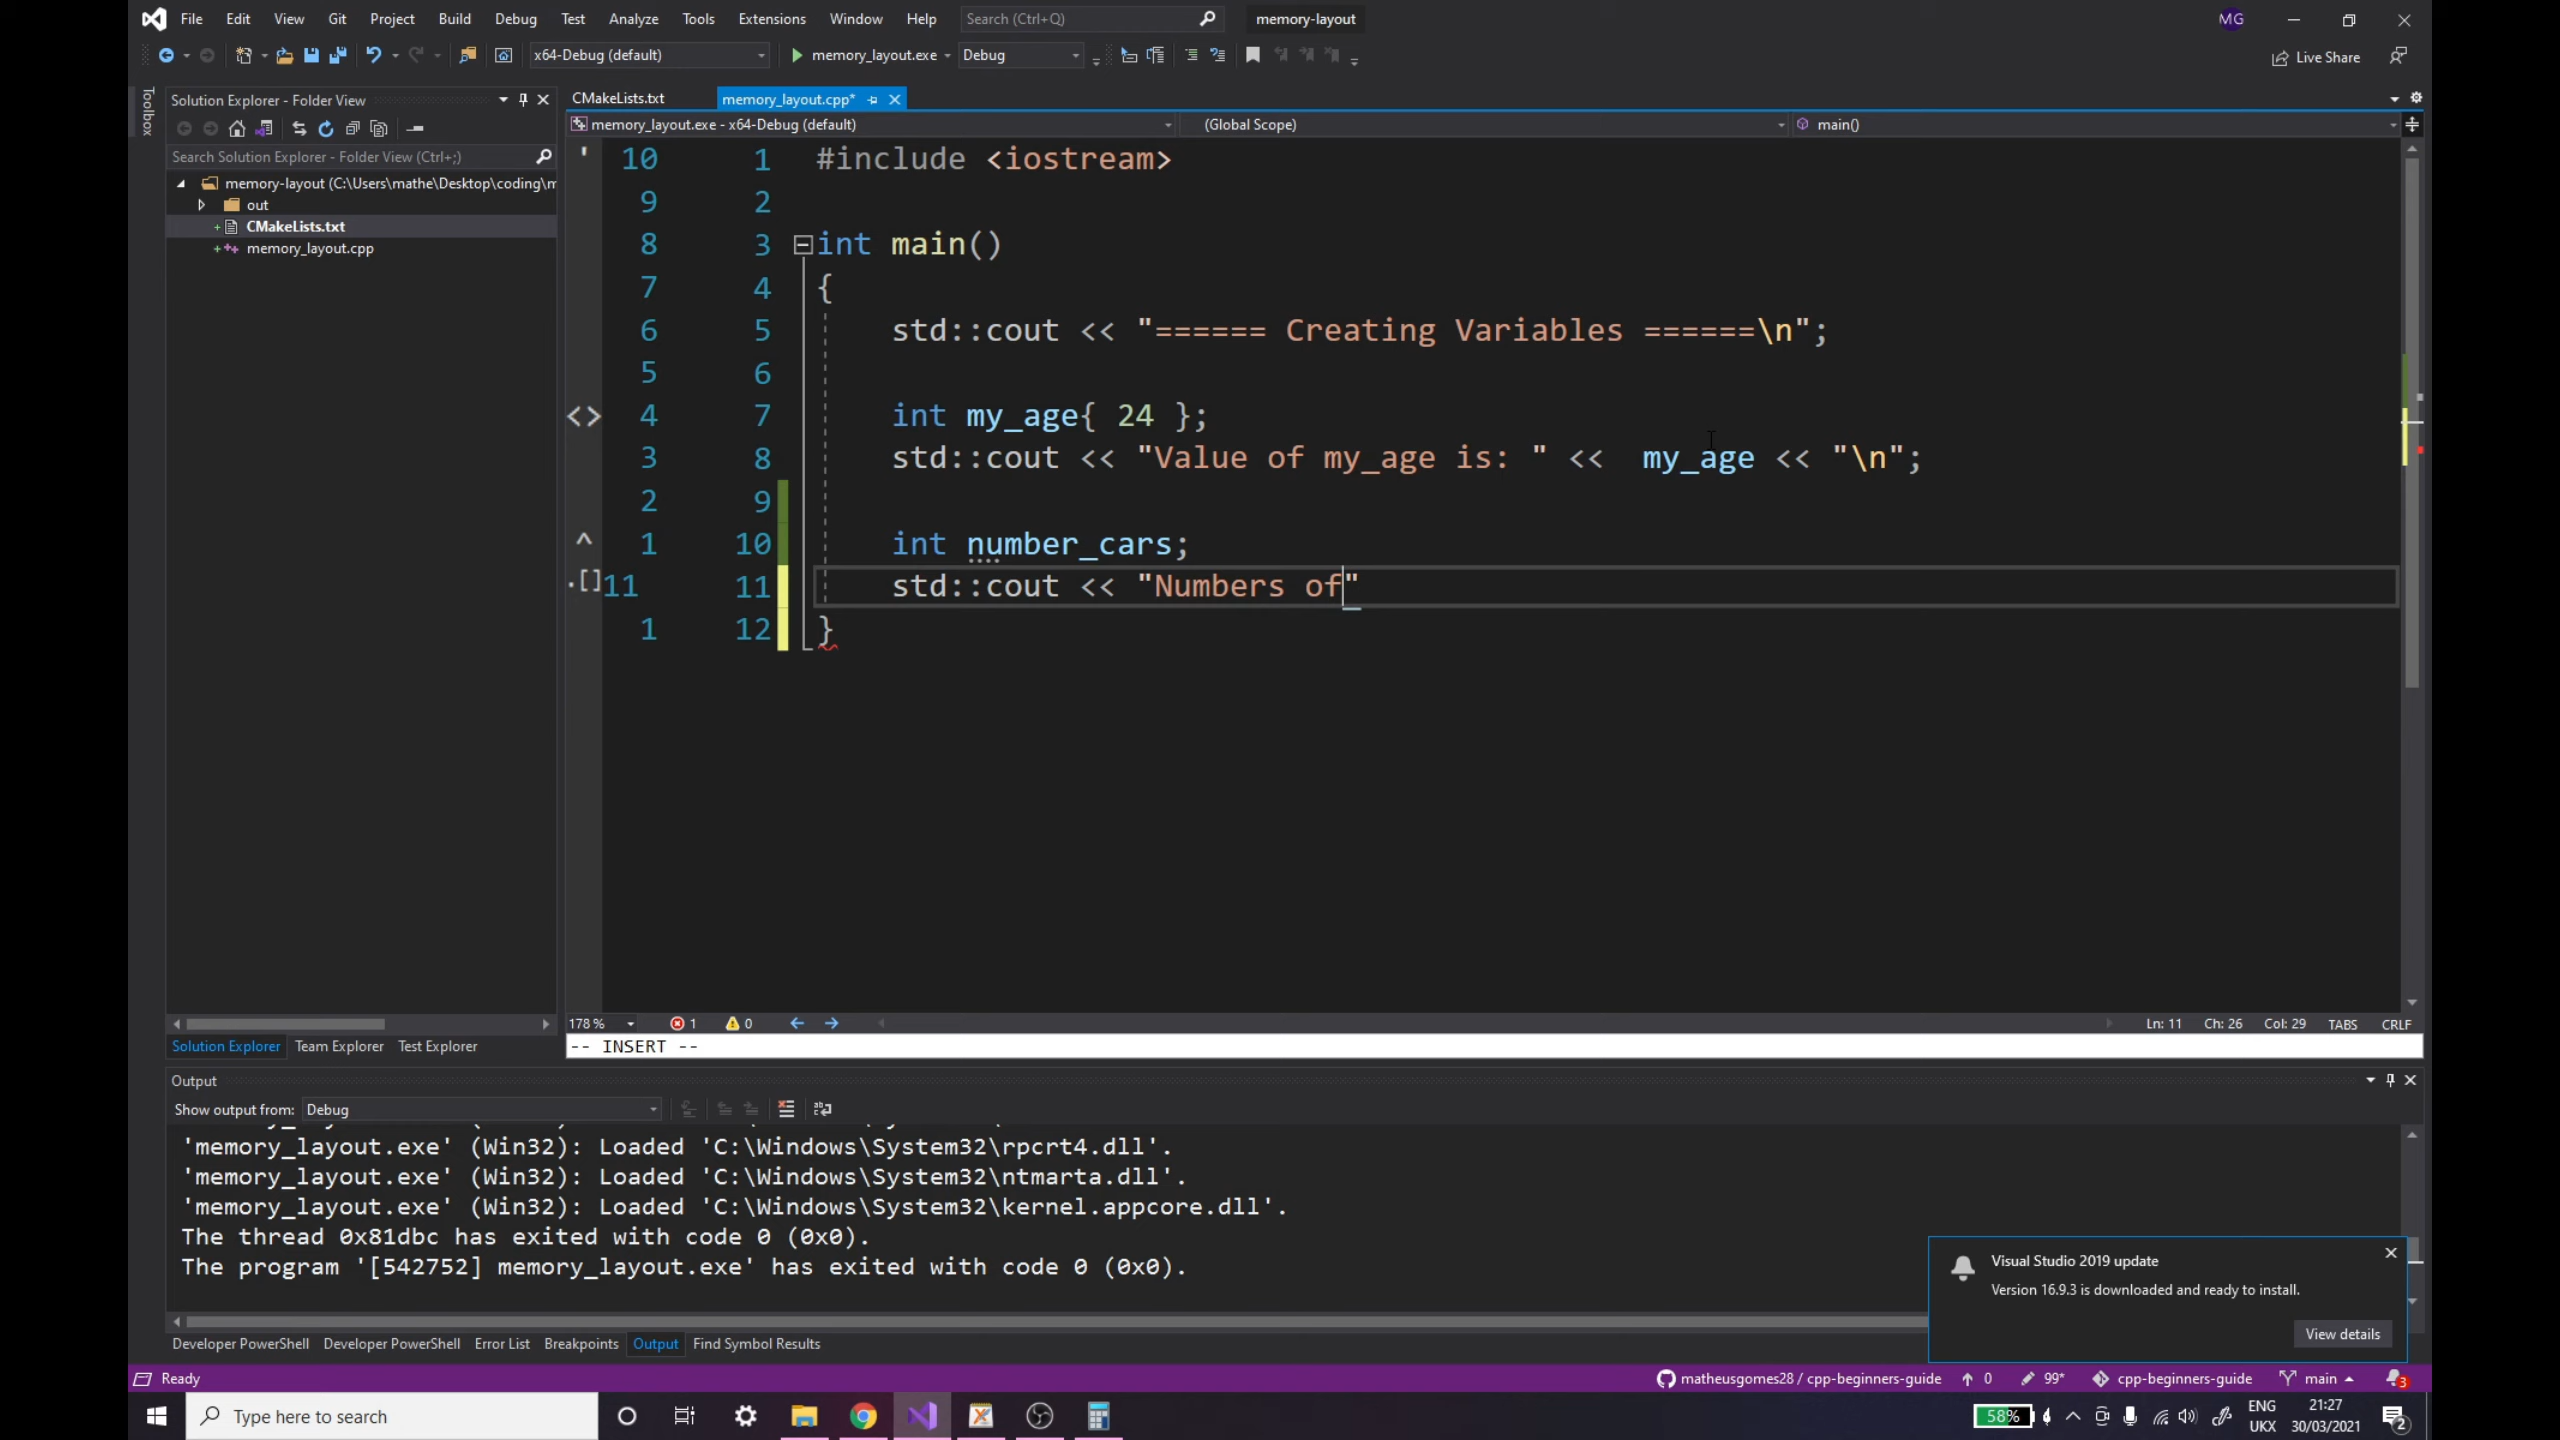 File Edit View Git Project Build Debug Test Analyze Tools Extensions Window Help Search (Ctrl+Q) memory-layout MG
x64-Debug (default) memory_layout.exe Debug Live Share
Toolbox
Solution Explorer - Folder View
Search Solution Explorer - Folder View (Ctrl+;)
memory-layout (C:\Users\mathe\Desktop\coding\m
out
CMakeLists.txt
memory_layout.cpp
CMakeLists.txt memory_layout.cpp*
memory_layout.exe - x64-Debug (default) (Global Scope) main()
' 10 1 #include <iostream>
9 2
8 3 int main()
7 4 {
6 5 std::cout << "====== Creating Variables ======\n";
5 6
<> 4 7 int my_age{ 24 };
3 8 std::cout << "Value of my_age is: " <<  my_age << "\n";
2 9
^ 1 10 int number_cars;
.[] 11 11 std::cout << "Numbers of"
1 12 }
178 % 1 0 Ln: 11 Ch: 26 Col: 29 TABS CRLF
-- INSERT --
Solution Explorer Team Explorer Test Explorer
Output
Show output from: Debug
'memory_layout.exe' (Win32): Loaded 'C:\Windows\System32\rpcrt4.dll'.
'memory_layout.exe' (Win32): Loaded 'C:\Windows\System32\ntmarta.dll'.
'memory_layout.exe' (Win32): Loaded 'C:\Windows\System32\kernel.appcore.dll'.
The thread 0x81dbc has exited with code 0 (0x0).
The program '[542752] memory_layout.exe' has exited with code 0 (0x0).
Visual Studio 2019 update
Version 16.9.3 is downloaded and ready to install.
View details
Developer PowerShell Developer PowerShell Error List Breakpoints Output Find Symbol Results
Ready matheusgomes28 / cpp-beginners-guide 0 99* cpp-beginners-guide main 3
Type here to search 58% ENG 21:27
UKX 30/03/2021 2